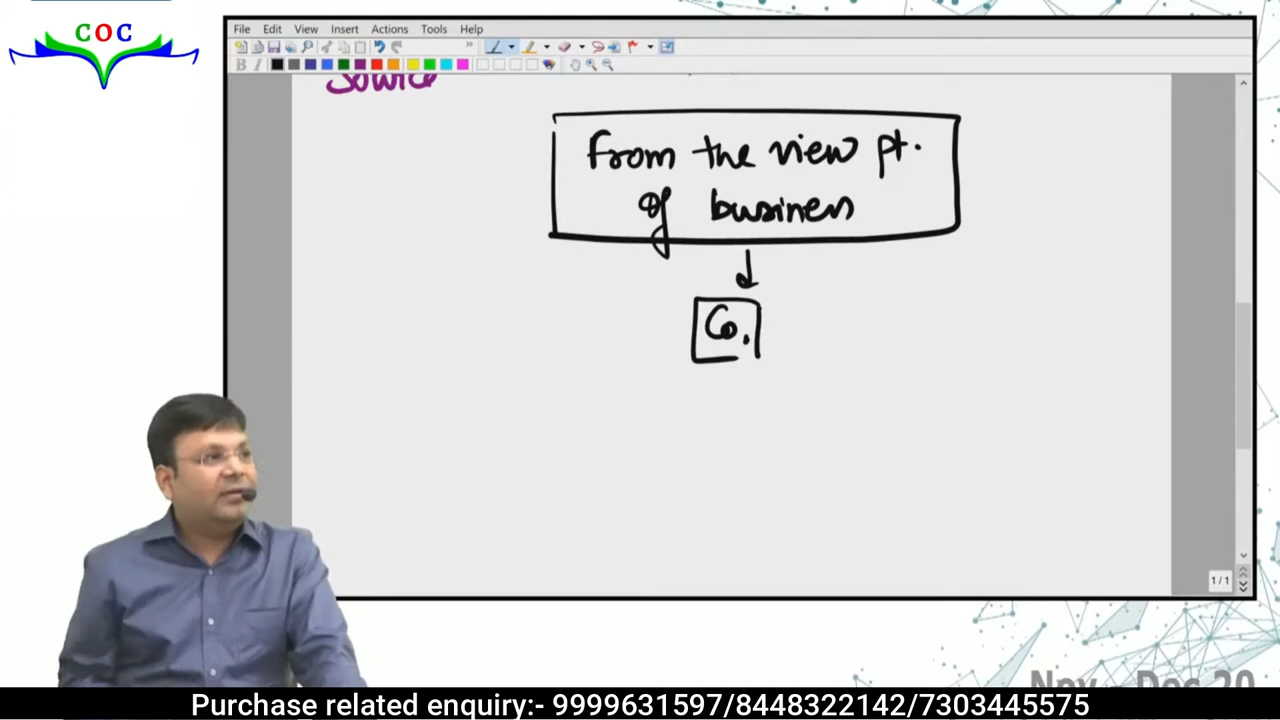 COC
File Edit View Insert Actions Tools Help
From the view pt.
of business
Co.
1 / 1
Purchase related enquiry:- 9999631597/8448322142/7303445575